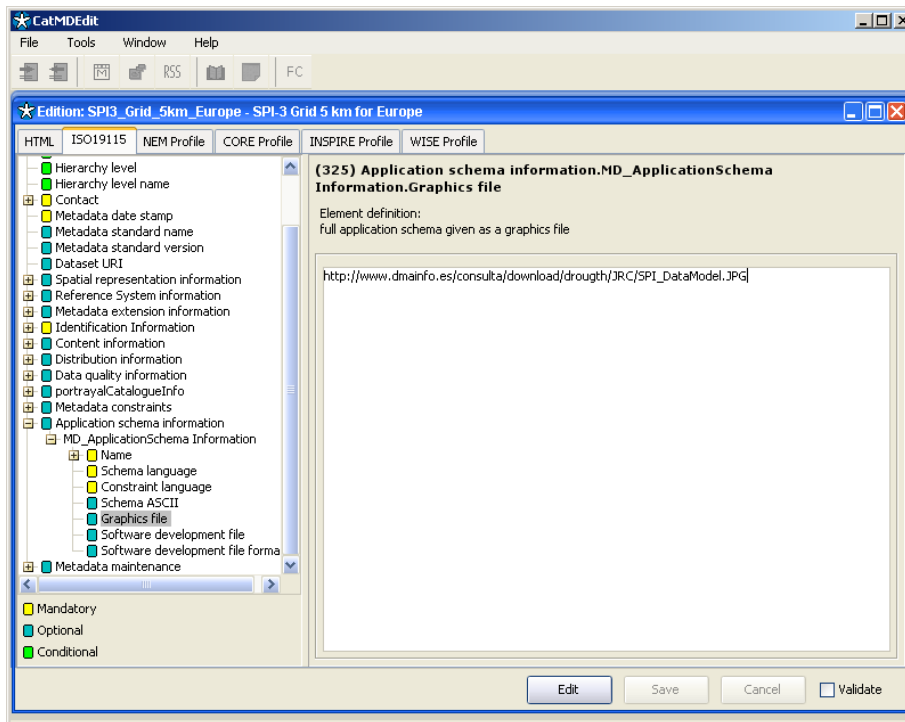 CatMDEdit
File Tools Window Help
RSS FC
Edition: SPI3_Grid_5km_Europe - SPI-3 Grid 5 km for Europe
HTML ISO19115 NEM Profile CORE Profile INSPIRE Profile WISE Profile
Hierarchy level
Hierarchy level name
Contact
Metadata date stamp
Metadata standard name
Metadata standard version
Dataset URI
Spatial representation information
Reference System information
Metadata extension information
Identification Information
Content information
Distribution information
Data quality information
portrayalCatalogueInfo
Metadata constraints
Application schema information
MD_ApplicationSchema Information
Name
Schema language
Constraint language
Schema ASCII
Graphics file
Software development file
Software development file forma
Metadata maintenance
Mandatory
Optional
Conditional
(325) Application schema information.MD_ApplicationSchema
Information.Graphics file
Element definition:
full application schema given as a graphics file
http://www.dmainfo.es/consulta/download/drougth/JRC/SPI_DataModel.JPG
Edit Save Cancel Validate